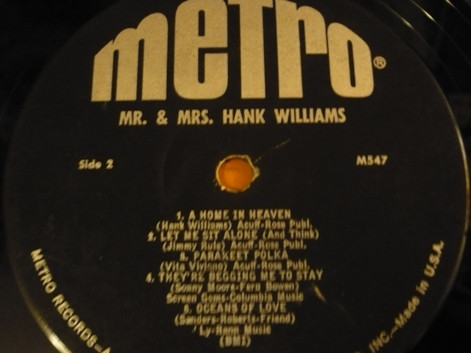 metro®
MR. & MRS. HANK WILLIAMS
Side 2
M547
1. A HOME IN HEAVEN
(Hank Williams) Acuff-Rose Publ.
2. LET ME SIT ALONE (And Think)
(Jimmy Rule) Acuff-Rose Publ.
3. PARAKEET POLKA
(Vito Viviano) Acuff-Rose Publ.
4. THEY'RE BEGGING ME TO STAY
(Sonny Moore-Fern Bowen)
Screen Gems-Columbia Music
5. OCEANS OF LOVE
(Sanders-Roberts-Friend)
Ly-Rann Music
(BMI)
METRO RECORDS-A
INC.-Made in U.S.A.